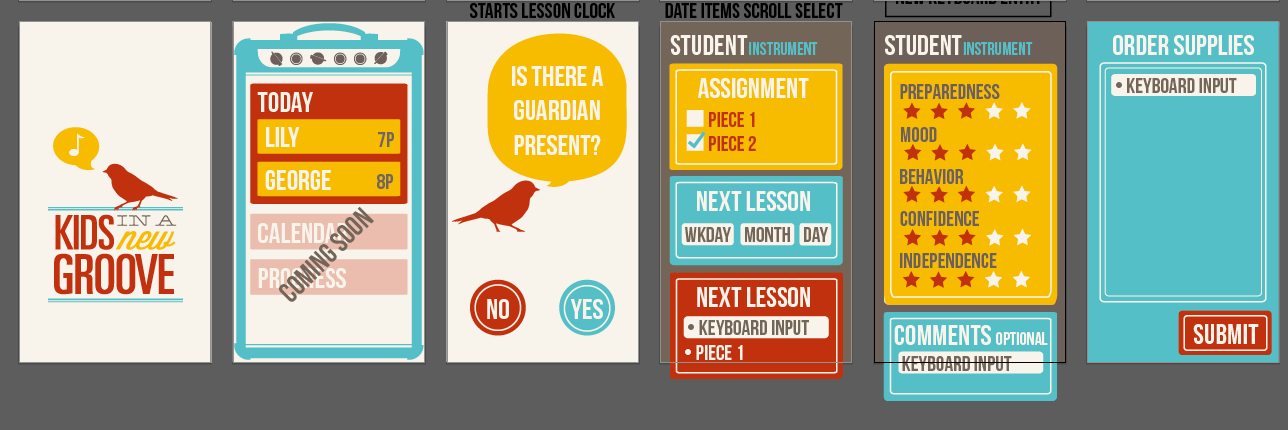 STARTS LESSON CLOCK
DATE ITEMS SCROLL SELECT
NEW KEYBOARD ENTRY
KIDS IN A new
GROOVE
TODAY
LILY 7P
GEORGE 8P
CALENDAR
PROGRESS
COMING SOON
IS THERE A
GUARDIAN
PRESENT?
NO
YES
STUDENT INSTRUMENT
ASSIGNMENT
PIECE 1
PIECE 2
NEXT LESSON
WKDAY MONTH DAY
NEXT LESSON
• KEYBOARD INPUT
• PIECE 1
STUDENT INSTRUMENT
PREPAREDNESS
MOOD
BEHAVIOR
CONFIDENCE
INDEPENDENCE
COMMENTS OPTIONAL
KEYBOARD INPUT
ORDER SUPPLIES
• KEYBOARD INPUT
SUBMIT